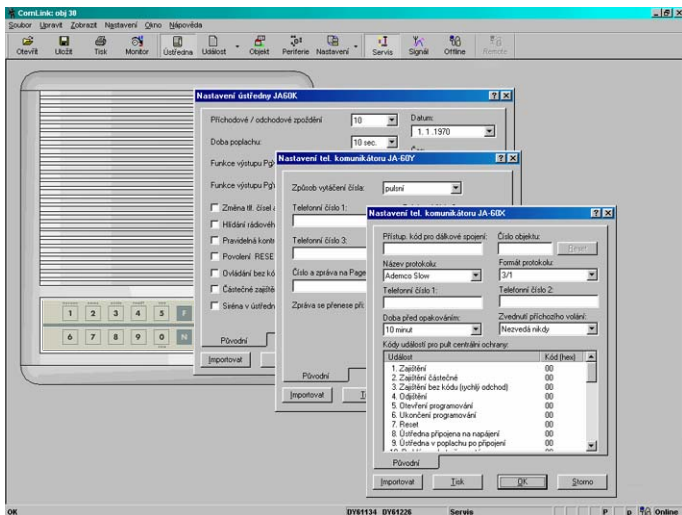 ComLink: obj 30
Soubor Upravit Zobrazit Nastavení Okno Nápověda
Otevřít Uložit Tisk Monitor Ústředna Událost Objekt Periferie Nastavení Servis Signál Offline Remote
Nastavení ústředny JA60K
Příchodové / odchodové zpoždění 10 Datum:
1. 1 .1970
Doba poplachu: 10 sec.
Funkce výstupu
Funkce výstupu
Změna tř. čísel
Hlídání
Pravidelná
Povolení RESE
Ovládání bez
Částečné
Siréna v
Původní
Importovat
Nastavení tel. komunikátoru JA-60Y
Způsob vytáčení čísla: pulsní
Telefonní číslo 1:
Telefonní číslo 3:
Číslo a zpráva na Page
Zpráva se přenese při:
Původní
Importovat
Nastavení tel. komunikátoru JA-60X
Přístup. kód pro dálkové spojení: Číslo objektu:
Reset
Název protokolu: Formát protokolu:
Ademco Slow 3/1
Telefonní číslo 1: Telefonní číslo 2:
Doba před opakováním: Zvednutí příchozího volání:
10 minut Nezvedá nikdy
Kódy událostí pro pult centrální ochrany:
Událost Kód (hex)
1. Zajištění 00
2. Zajištění částečné 00
3. Zajištění bez kódu (rychlý odchod) 00
4. Odjištění 00
5. Otevření programování 00
6. Ukončení programování 00
7. Reset 00
8. Ústředna připojena na napájení 00
9. Ústředna v poplachu po připojení 00
Původní
Importovat Tisk OK Storno
1 2 3 4 5 F
6 7 8 9 0 N
OK DY61134 DY61226 Servis P p Online